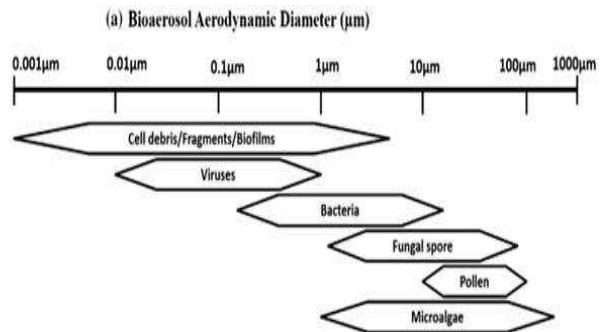 (a) Bioaerosol Aerodynamic Diameter (µm)
0.001µm 0.01µm 0.1µm 1µm 10µm 100µm 1000µm
Cell debris/Fragments/Biofilms
Viruses
Bacteria
Fungal spore
Pollen
Microalgae